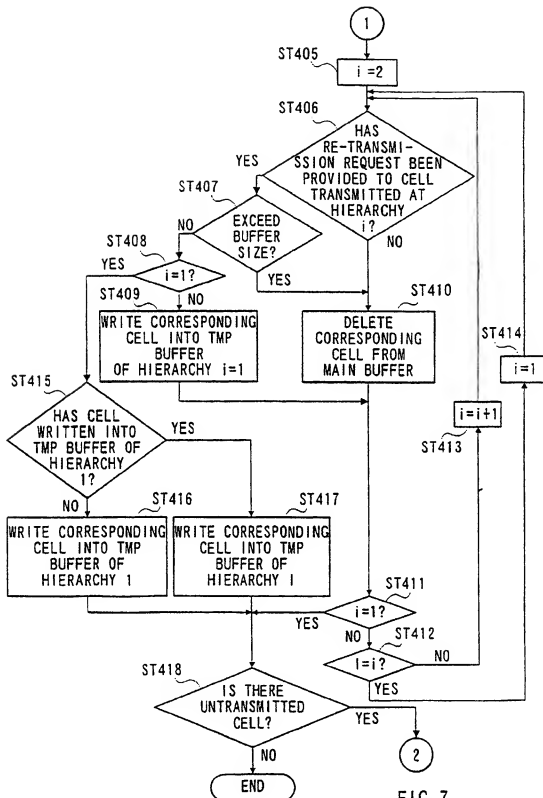 1
ST405
i=2
ST406
HAS
RE-TRANSMI-
SSION REQUEST BEEN
PROVIDED TO CELL
TRANSMITTED AT
HIERARCHY
i?
YES
NO
ST407
EXCEED
BUFFER
SIZE?
NO
YES
ST408
i=1?
YES
NO
ST409
WRITE CORRESPONDING
CELL INTO TMP
BUFFER
OF HIERARCHY i=1
ST410
DELETE
CORRESPONDING
CELL FROM
MAIN BUFFER
ST414
i=1
i=i+1
ST413
ST415
HAS CELL
WRITTEN INTO
TMP BUFFER OF
HIERARCHY
1?
YES
NO
ST416
WRITE CORRESPONDING
CELL INTO TMP
BUFFER OF
HIERARCHY 1
ST417
WRITE CORRESPONDING
CELL INTO TMP
BUFFER OF
HIERARCHY I
ST411
i=1?
YES
NO
ST412
I=i?
NO
YES
ST418
IS THERE
UNTRANSMITTED
CELL?
YES
NO
2
END
FIG. 7